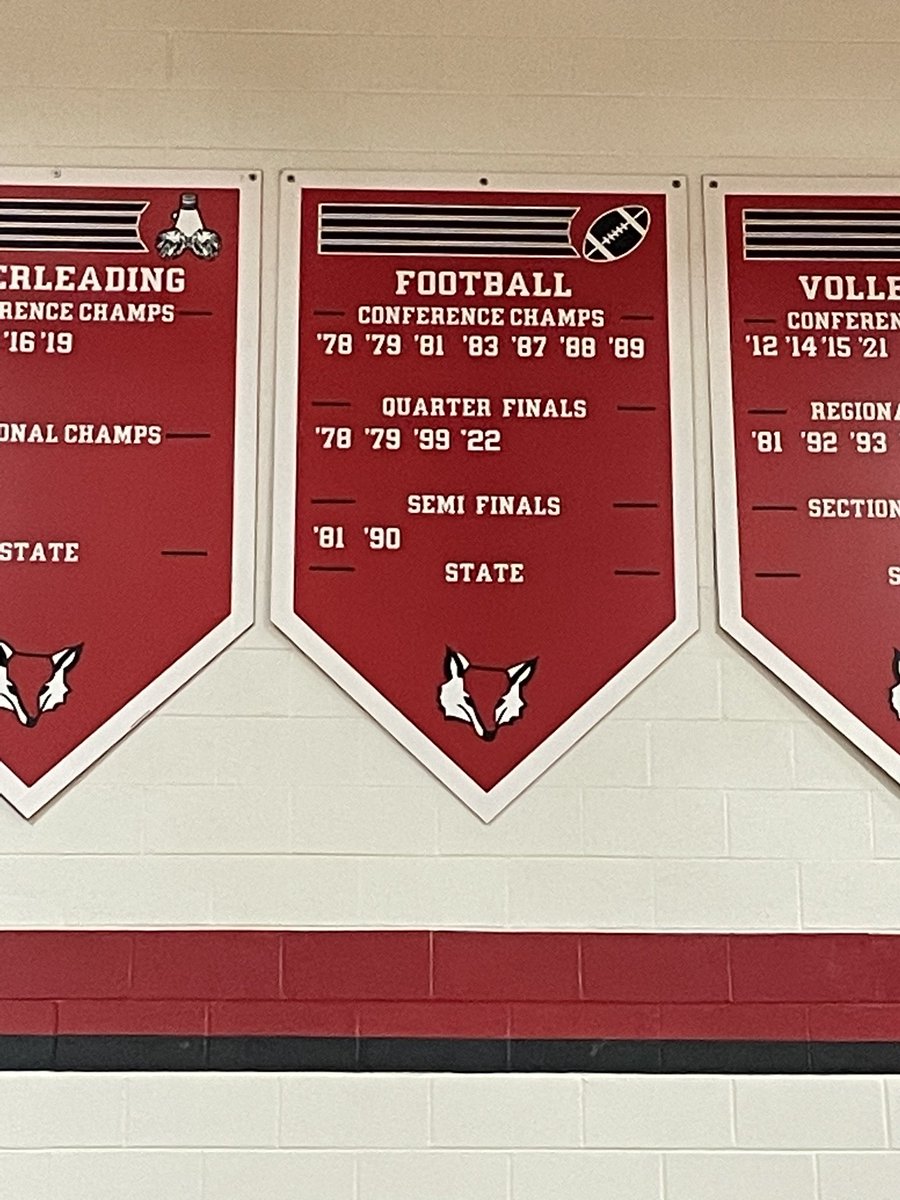 ERLEADING
RENCE CHAMPS
'16 '19
ONAL CHAMPS
STATE
FOOTBALL
CONFERENCE CHAMPS
'78 '79 '81 '83 '87 '88 '89
QUARTER FINALS
'78 '79 '99 '22
SEMI FINALS
'81 '90
STATE
VOLLE
CONFEREN
'12 '14 '15 '21
REGIONA
'81 '92 '93
SECTION
S